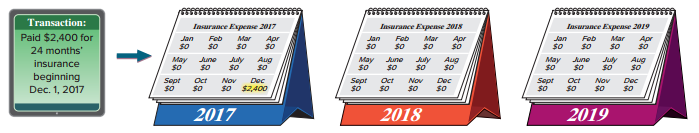 Transaction:
Paid $2,400 for
24 months'
insurance
beginning
Dec. 1, 2017
Insurance Expense 2017
Jan Feb Mar Apr
$0 $0 $0 $0
May June July Aug
$0 $0 $0 $0
Sept Oct Nov Dec
$0 $0 $0 $2,400
2017
Insurance Expense 2018
Jan Feb Mar Apr
$0 $0 $0 $0
May June July Aug
$0 $0 $0 $0
Sept Oct Nov Dec
$0 $0 $0 $0
2018
Insurance Expense 2019
Jan Feb Mar Apr
$0 $0 $0 $0
May June July Aug
$0 $0 $0 $0
Sept Oct Nov Dec
$0 $0 $0 $0
2019